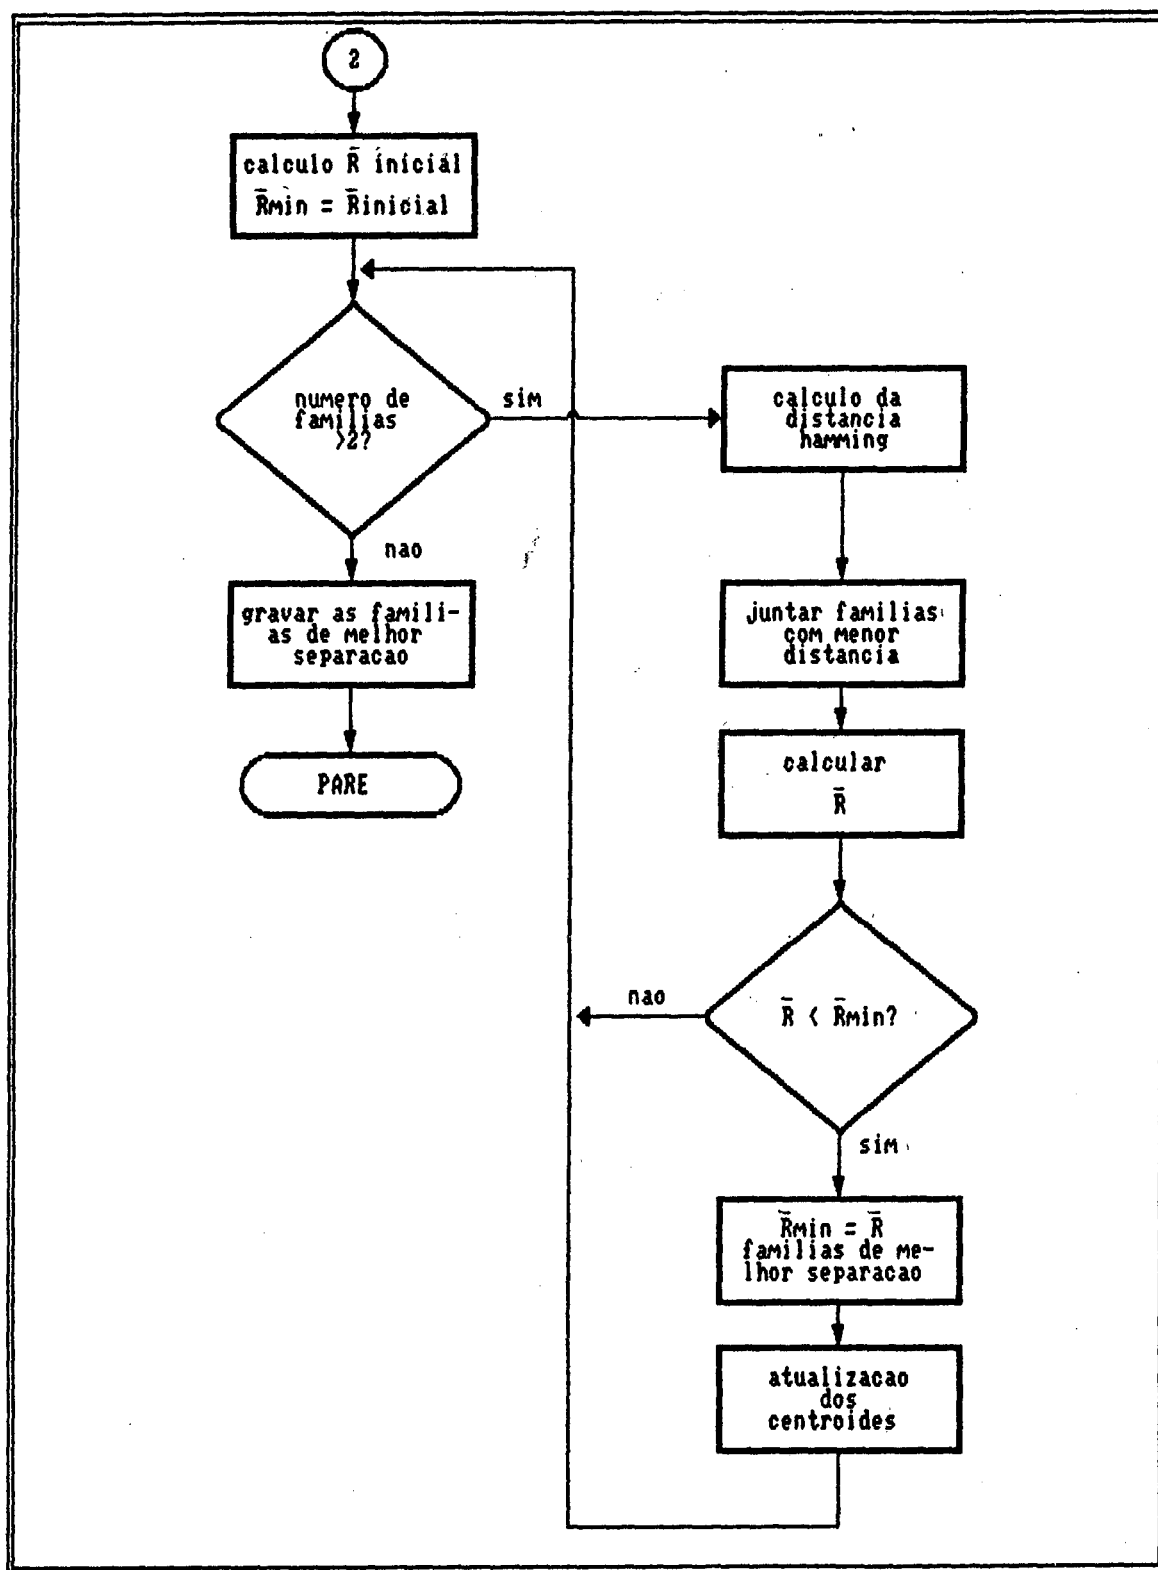 2
calculo R̄ inicial
R̄min = R̄inicial
numero de
familias
>2?
sim
calculo da
distancia
hamming
nao
gravar as famili-
as de melhor
separacao
juntar familias
com menor
distancia
PARE
calcular
R̄
nao
R̄ < R̄min?
sim
R̄min = R̄
familias de me-
lhor separacao
atualizacao
dos
centroides